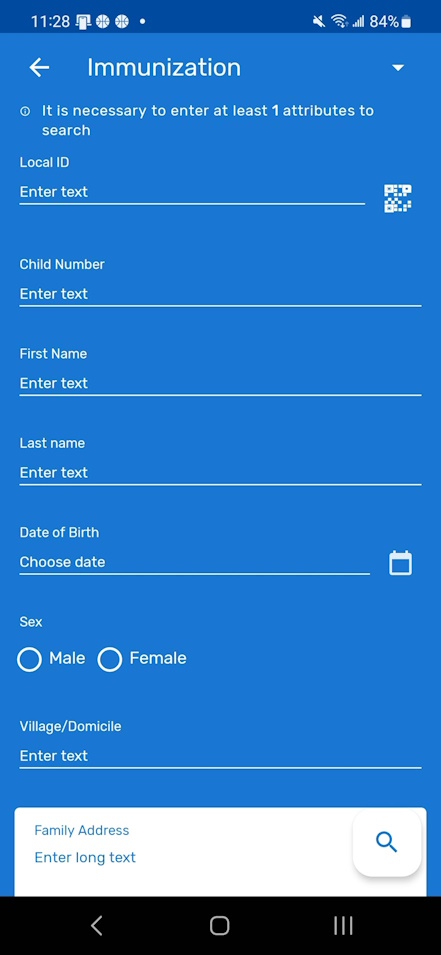 11:28
84%
Immunization
It is necessary to enter at least 1 attributes to
search
Local ID
Enter text
Child Number
Enter text
First Name
Enter text
Last name
Enter text
Date of Birth
Choose date
Sex
Male Female
Village/Domicile
Enter text
Family Address
Enter long text